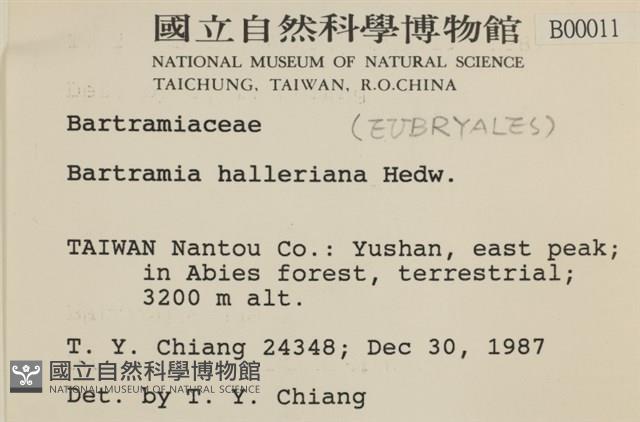 國立自然科學博物館 B00011
NATIONAL MUSEUM OF NATURAL SCIENCE
TAICHUNG, TAIWAN, R.O.CHINA
Bartramiaceae (EUBRYALES)
Bartramia halleriana Hedw.
TAIWAN Nantou Co.: Yushan, east peak;
in Abies forest, terrestrial;
3200 m alt.
T. Y. Chiang 24348; Dec 30, 1987
國立自然科學博物館
NATIONAL MUSEUM OF NATURAL SCIENCE
Det. by T. Y. Chiang